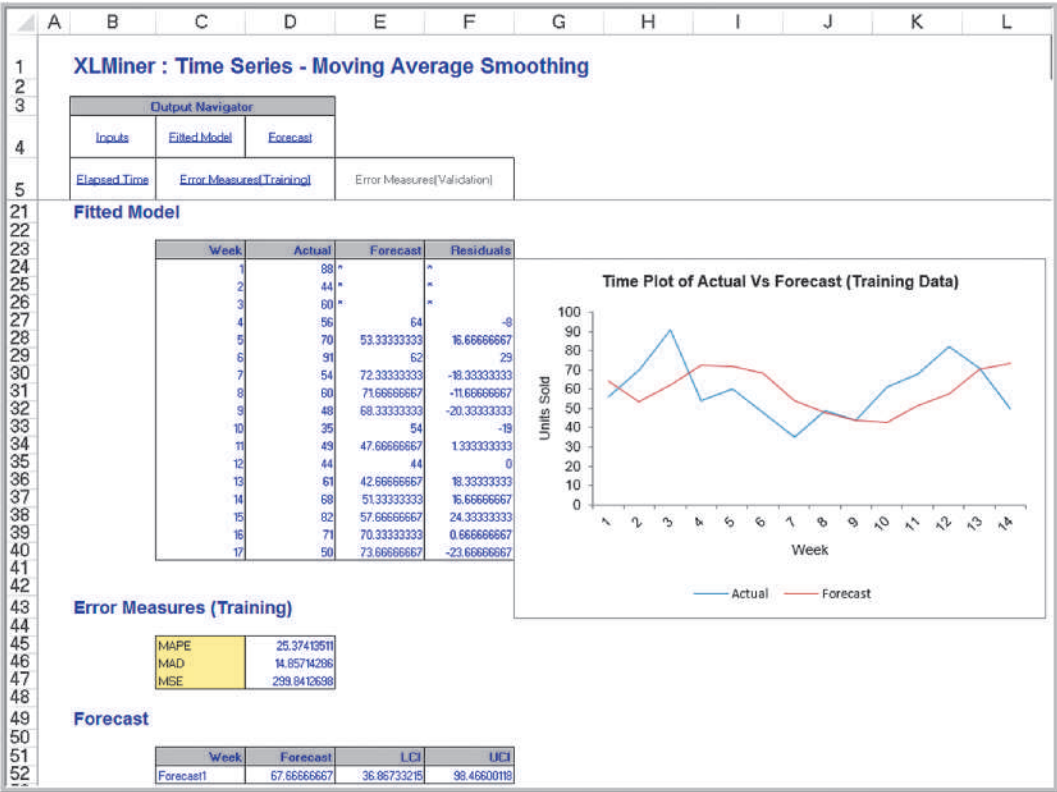 A B C D E F G H I J K L
1 XLMiner : Time Series - Moving Average Smoothing
2
3 Output Navigator
4 Inputs Fitted Model Forecast
5 Elapsed Time Error Measures(Training) Error Measures(Validation)
21 Fitted Model
22
23 Week Actual Forecast Residuals
24 1 88 * *
25 2 44 * *
26 3 60 * *
27 4 56 64 -8
28 5 70 53.33333333 16.66666667
29 6 91 62 29
30 7 54 72.33333333 -18.33333333
31 8 60 71.66666667 -11.66666667
32 9 48 68.33333333 -20.33333333
33 10 35 54 -19
34 11 49 47.66666667 1.333333333
35 12 44 44 0
36 13 61 42.66666667 18.33333333
37 14 68 51.33333333 16.66666667
38 15 82 57.66666667 24.33333333
39 16 71 70.33333333 0.666666667
40 17 50 73.66666667 -23.66666667
41
42
43 Error Measures (Training)
44
45 MAPE 25.37413511
46 MAD 14.85714286
47 MSE 299.8412698
48
49 Forecast
50
51 Week Forecast LCI UCI
52 Forecast1 67.66666667 36.86733215 98.46600118
Time Plot of Actual Vs Forecast (Training Data)
Units Sold
100
90
80
70
60
50
40
30
20
10
0
1 2 3 4 5 6 7 8 9 10 11 12 13 14
Week
Actual Forecast